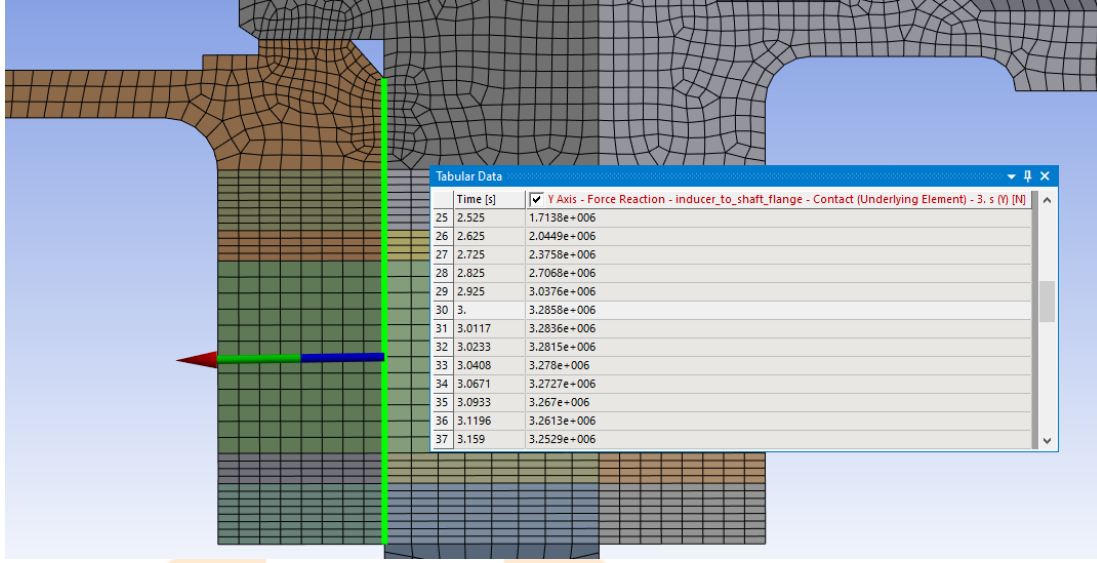 Tabular Data
Time [s] Y Axis - Force Reaction - inducer_to_shaft_flange - Contact (Underlying Element) - 3. s (Y) [N]
25 2.525 1.7138e+006
26 2.625 2.0449e+006
27 2.725 2.3758e+006
28 2.825 2.7068e+006
29 2.925 3.0376e+006
30 3. 3.2858e+006
31 3.0117 3.2836e+006
32 3.0233 3.2815e+006
33 3.0408 3.278e+006
34 3.0671 3.2727e+006
35 3.0933 3.267e+006
36 3.1196 3.2613e+006
37 3.159 3.2529e+006